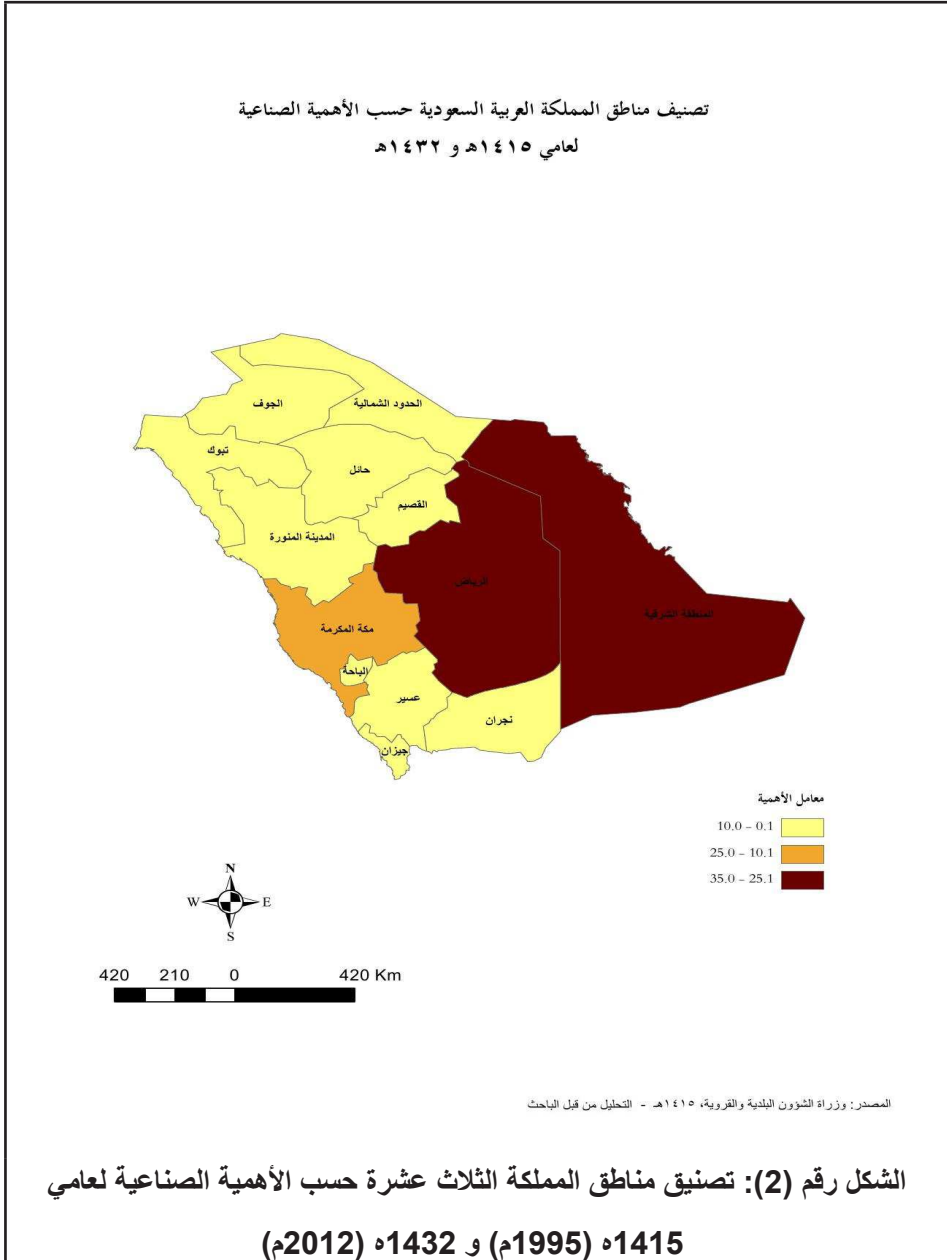 تصنيف مناطق المملكة العربية السعودية حسب الأهمية الصناعية
لعامي ١٤١٥هـ و ١٤٣٢هـ
الحدود الشمالية
الجوف
تبوك
حائل
القصيم
المدينة المنورة
الرياض
المنطقة الشرقية
مكة المكرمة
الباحة
عسير
نجران
جيزان
معامل الأهمية
10.0 - 0.1
25.0 - 10.1
35.0 - 25.1
N
W E
S
420 210 0 420 Km
المصدر: وزراة الشؤون البلدية والقروية، ١٤١٥هـ - التحليل من قبل الباحث
الشكل رقم (2): تصنيق مناطق المملكة الثلاث عشرة حسب الأهمية الصناعية لعامي
1415ه (1995م) و 1432ه (2012م)